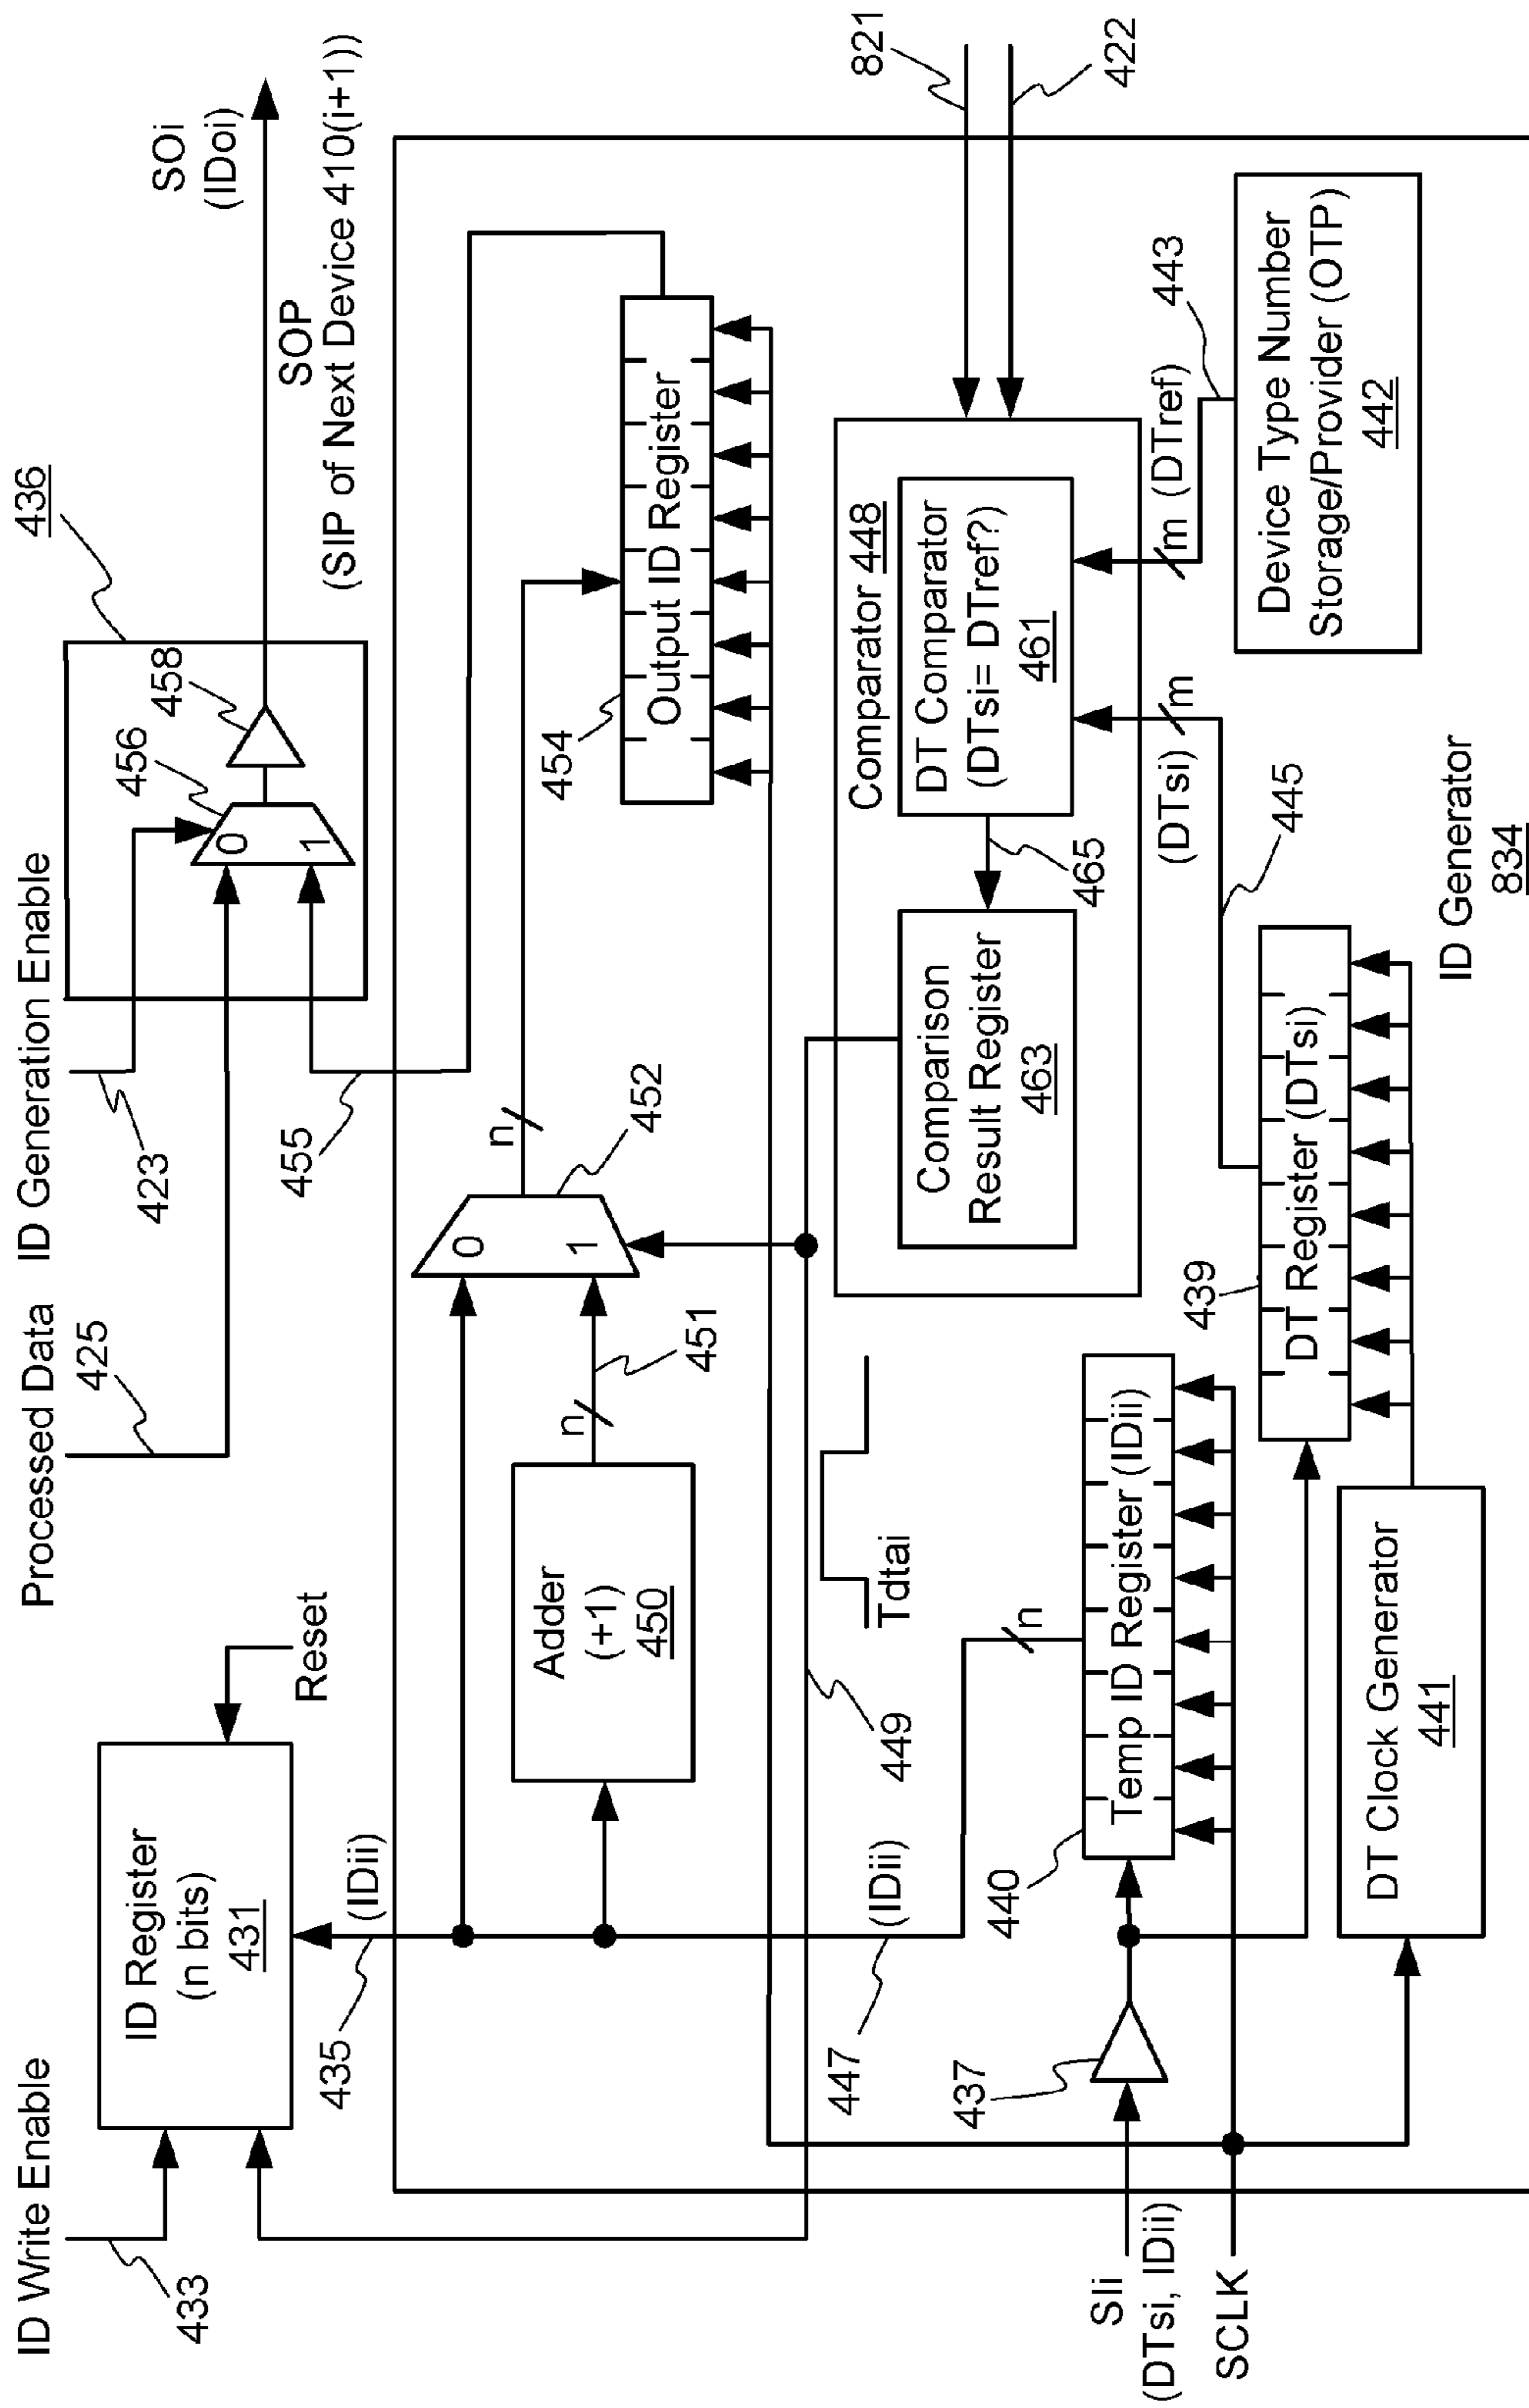 ID Write Enable
433
ID Register
(n bits)
431
Reset
435
(IDii)
Processed Data
425
ID Generation Enable
423
436
456
458
0
1
SOi
(IDoi)
SOP
(SIP of Next Device 410(i+1))
455
Adder
(+1)
450
n
451
0
1
452
n
454
Output ID Register
447
(IDii)
449
Tdtai
Comparator 448
DT Comparator
(DTsi= DTref?)
461
465
Comparison
Result Register
463
821
422
SIi
(DTsi, IDii)
SCLK
437
440
Temp ID Register (IDii)
n
439
DT Register (DTsi)
DT Clock Generator
441
445
(DTsi)
m
m (DTref)
443
Device Type Number
Storage/Provider (OTP)
442
ID Generator
834